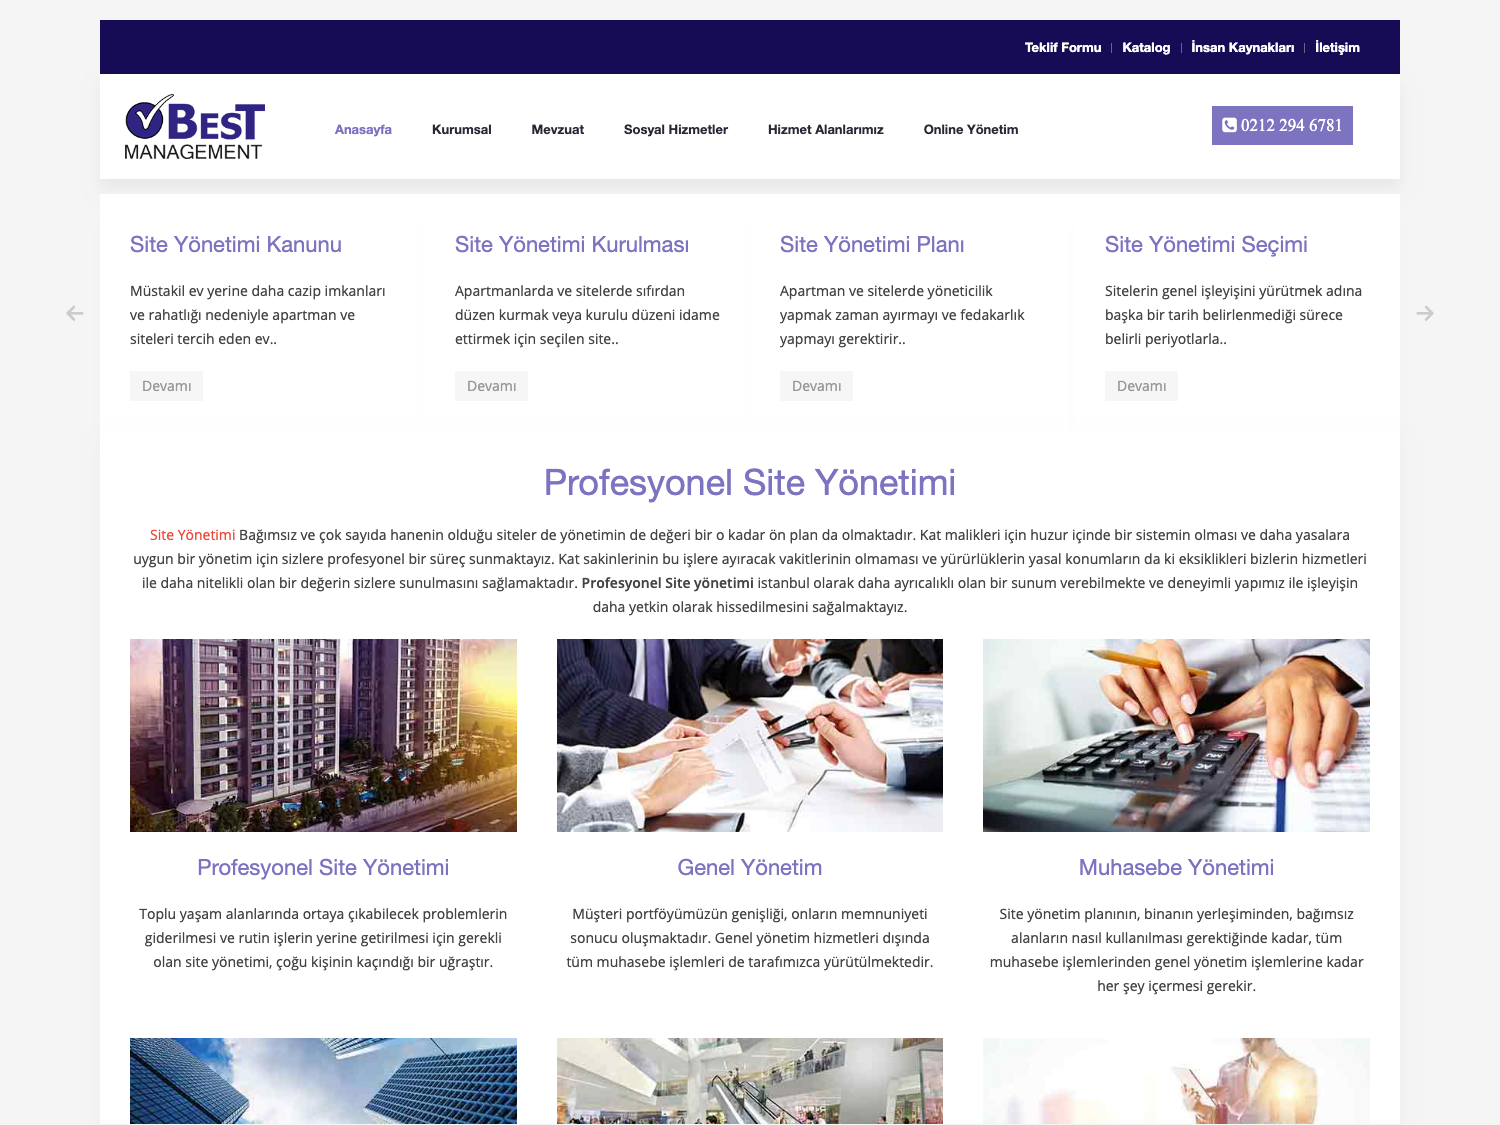 Teklif Formu
Katalog
İnsan Kaynakları
İletişim
BEST
MANAGEMENT
Anasayfa
Kurumsal
Mevzuat
Sosyal Hizmetler
Hizmet Alanlarımız
Online Yönetim
0212 294 6781
Site Yönetimi Kanunu
Müstakil ev yerine daha cazip imkanları
ve rahatlığı nedeniyle apartman ve
siteleri tercih eden ev..
Devamı
Site Yönetimi Kurulması
Apartmanlarda ve sitelerde sıfırdan
düzen kurmak veya kurulu düzeni idame
ettirmek için seçilen site..
Devamı
Site Yönetimi Planı
Apartman ve sitelerde yöneticilik
yapmak zaman ayırmayı ve fedakarlık
yapmayı gerektirir..
Devamı
Site Yönetimi Seçimi
Sitelerin genel işleyişini yürütmek adına
başka bir tarih belirlenmediği sürece
belirli periyotlarla..
Devamı
Profesyonel Site Yönetimi
Site Yönetimi Bağımsız ve çok sayıda hanenin olduğu siteler de yönetimin de değeri bir o kadar ön plan da olmaktadır. Kat malikleri için huzur içinde bir sistemin olması ve daha yasalara
uygun bir yönetim için sizlere profesyonel bir süreç sunmaktayız. Kat sakinlerinin bu işlere ayıracak vakitlerinin olmaması ve yürürlüklerin yasal konumların da ki eksiklikleri bizlerin hizmetleri
ile daha nitelikli olan bir değerin sizlere sunulmasını sağlamaktadır. Profesyonel Site yönetimi istanbul olarak daha ayrıcalıklı olan bir sunum verebilmekte ve deneyimli yapımız ile işleyişin
daha yetkin olarak hissedilmesini sağalmaktayız.
Profesyonel Site Yönetimi
Toplu yaşam alanlarında ortaya çıkabilecek problemlerin
giderilmesi ve rutin işlerin yerine getirilmesi için gerekli
olan site yönetimi, çoğu kişinin kaçındığı bir uğraştır.
Genel Yönetim
Müşteri portföyümüzün genişliği, onların memnuniyeti
sonucu oluşmaktadır. Genel yönetim hizmetleri dışında
tüm muhasebe işlemleri de tarafımızca yürütülmektedir.
Muhasebe Yönetimi
Site yönetim planının, binanın yerleşiminden, bağımsız
alanların nasıl kullanılması gerektiğinde kadar, tüm
muhasebe işlemlerinden genel yönetim işlemlerine kadar
her şey içermesi gerekir.